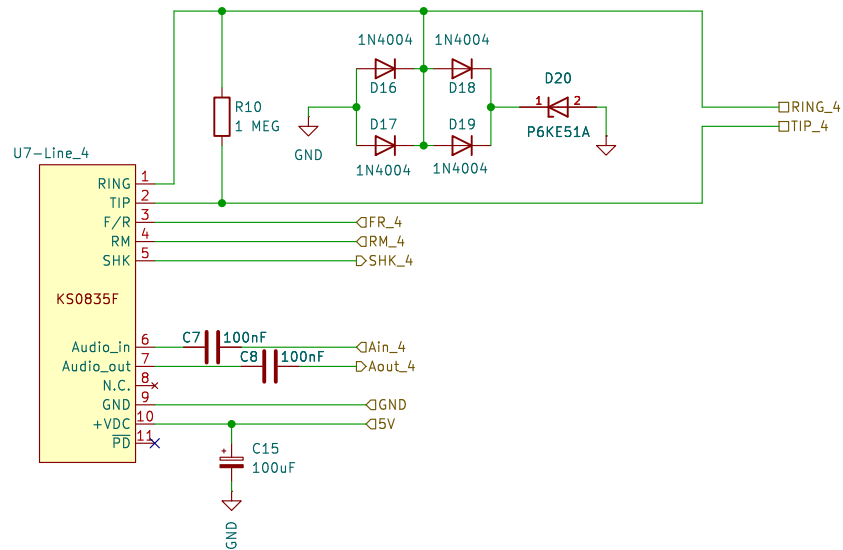 1N4004 1N4004
D16 D18
D20
1 2
P6KE51A
RING_4
TIP_4
R10
1 MEG
GND
D17 D19
1N4004 1N4004
U7-Line_4
RING 1
TIP 2
F/R 3 FR_4
RM 4 RM_4
SHK 5 SHK_4
KS0835F
C7 100nF
Audio_in 6 Ain_4
C8 100nF
Audio_out 7 Aout_4
N.C. 8
GND 9 GND
+VDC 10 5V
PD 11
+
C15
100uF
GND